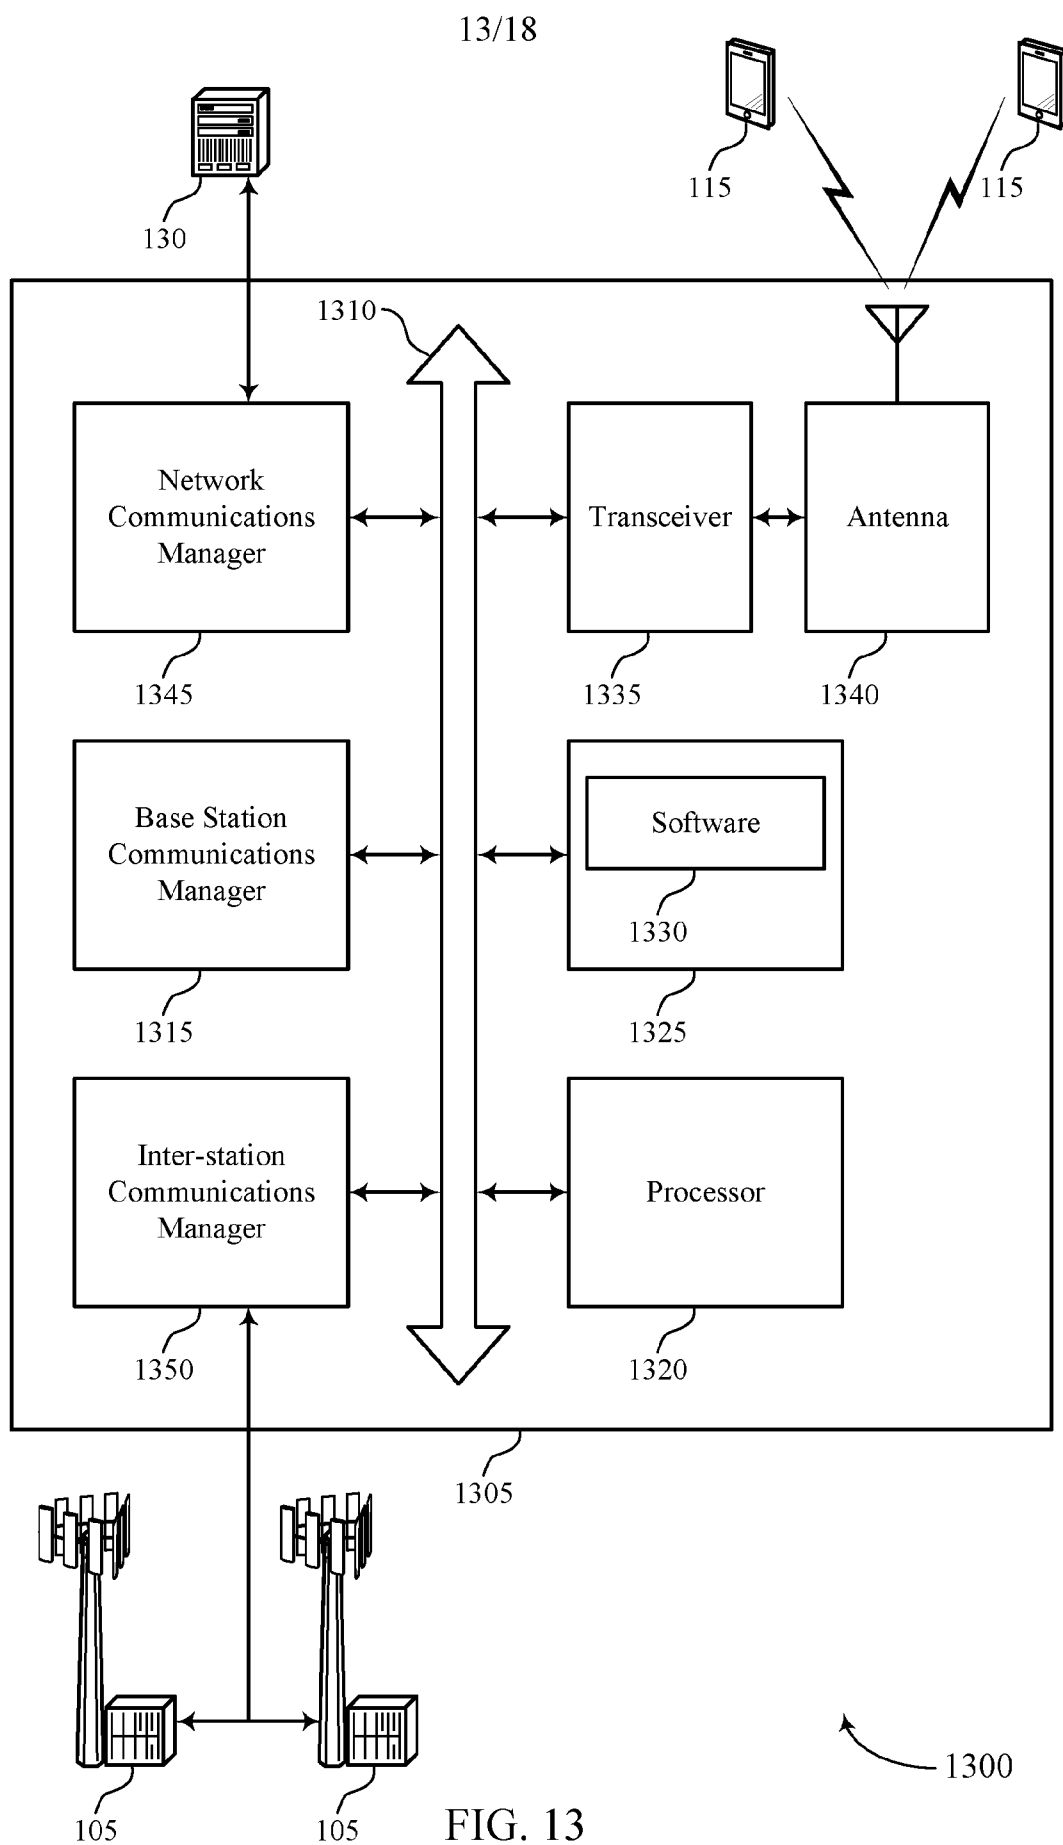 13/18
130
115
115
1310
Network
Communications
Manager
Transceiver
Antenna
1345
1335
1340
Base Station
Communications
Manager
Software
1330
1315
1325
Inter-station
Communications
Manager
Processor
1350
1320
1305
1300
105
105
FIG. 13